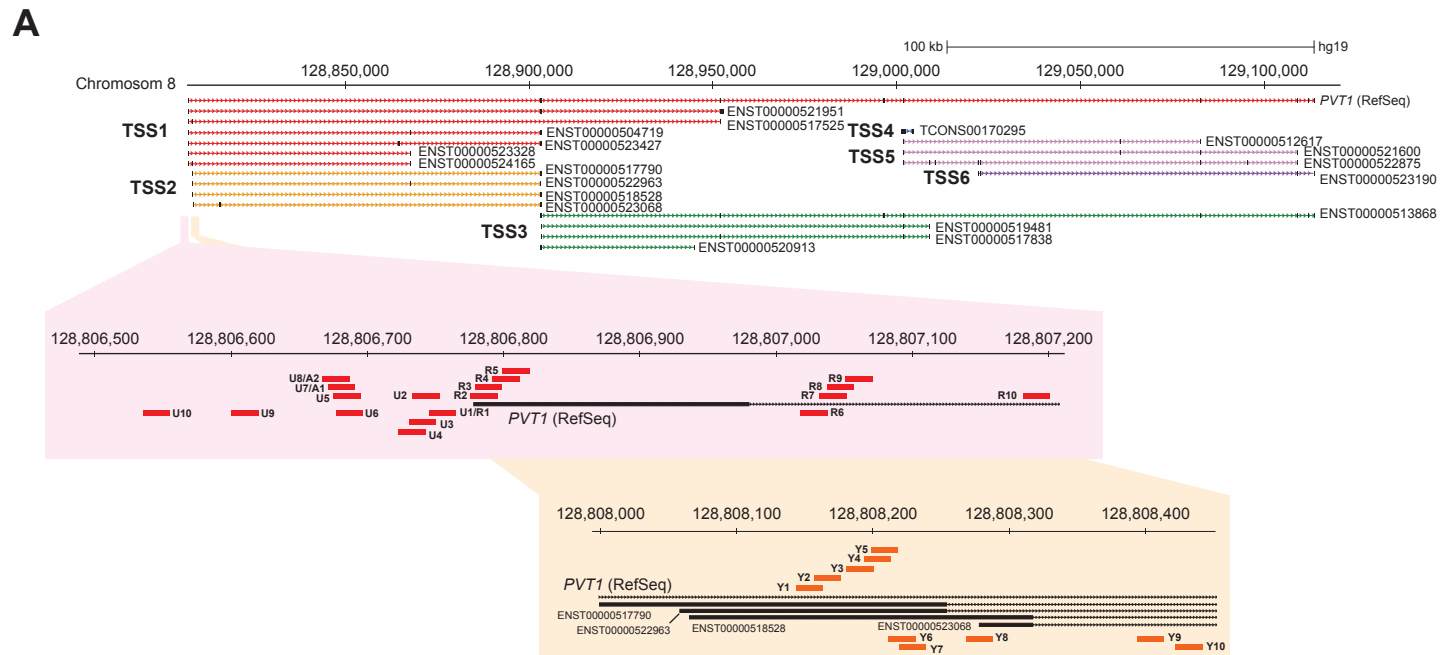 A
100 kb hg19
Chromosom 8 128,850,000 128,900,000 128,950,000 129,000,000 129,050,000 129,100,000
PVT1 (RefSeq)
ENST00000521951
TSS1 ENST00000517525 TSS4 TCONS00170295
ENST00000504719 ENST00000512617
ENST00000523427 TSS5 ENST00000521600
ENST00000523328
ENST00000524165 ENST00000522875
ENST00000517790 TSS6 ENST00000523190
TSS2 ENST00000522963
ENST00000518528
ENST00000523068
ENST00000513868
TSS3 ENST00000519481
ENST00000517838
ENST00000520913
128,806,500 128,806,600 128,806,700 128,806,800 128,806,900 128,807,000 128,807,100 128,807,200
R5
U8/A2 R4 R9
U7/A1 R3 R8
U5 U2 R2 R7 R10
U10 U9 U6 U1/R1 R6
U3 PVT1 (RefSeq)
U4
128,808,000 128,808,100 128,808,200 128,808,300 128,808,400
Y5
Y4
Y3
Y2
PVT1 (RefSeq) Y1
ENST00000517790
ENST00000522963 ENST00000518528 ENST00000523068
Y6 Y8 Y9
Y7 Y10